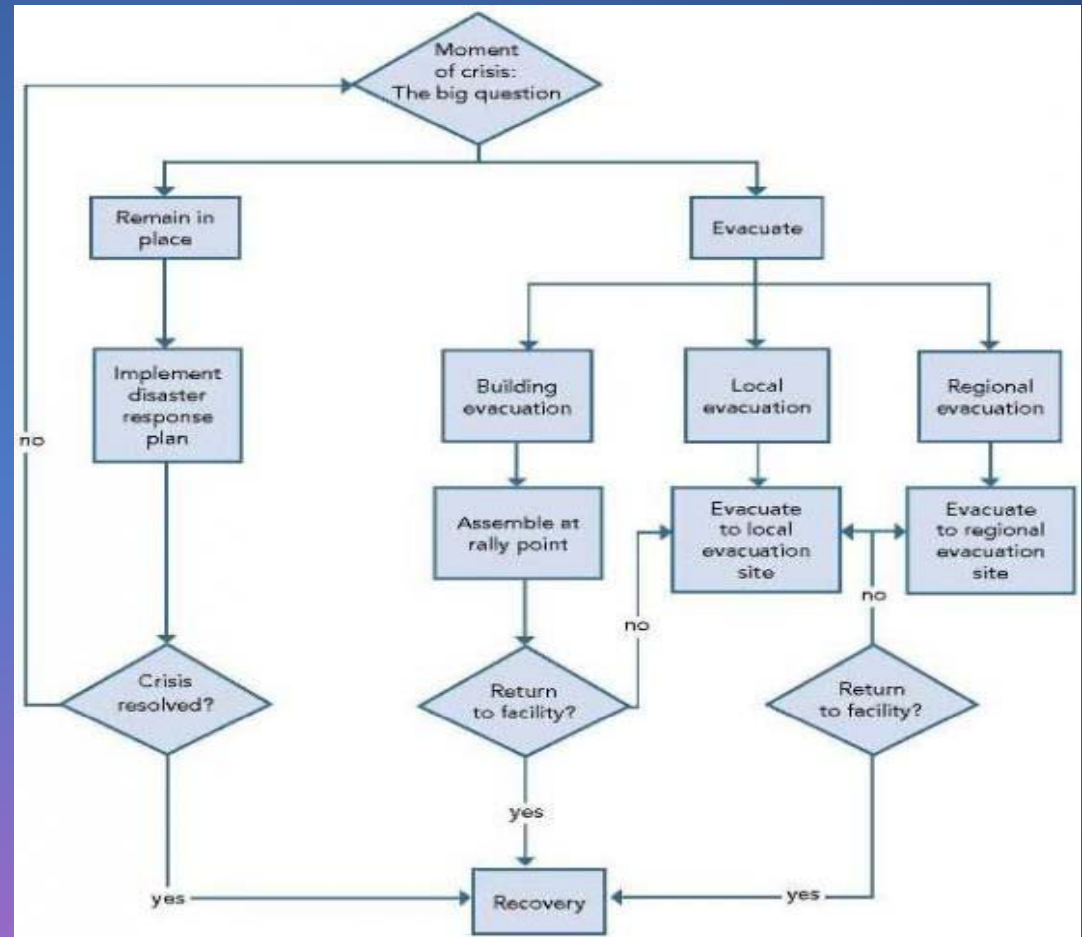 Moment
of crisis:
The big question
Remain in
place
Evacuate
Implement
disaster
response
plan
Building
evacuation
Local
evacuation
Regional
evacuation
no
Assemble at
rally point
Evacuate
to local
evacuation
site
Evacuate
to regional
evacuation
site
no
no
Crisis
resolved?
Return
to facility?
Return
to facility?
yes
yes
Recovery
yes